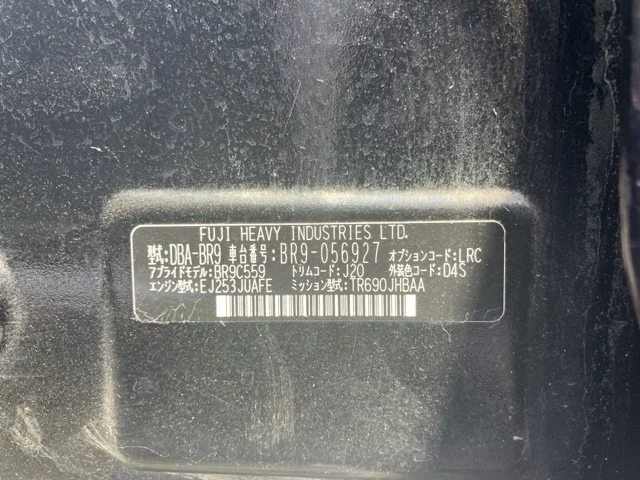 FUJI HEAVY INDUSTRIES LTD.
型式:DBA-BR9 車台番号:BR9-056927 オプションコード:LRC
アプライドモデル:BR9C559 トリムコード:J20 外装色コード:D4S
エンジン型式:EJ253JUAFE ミッション型式:TR690JHBAA